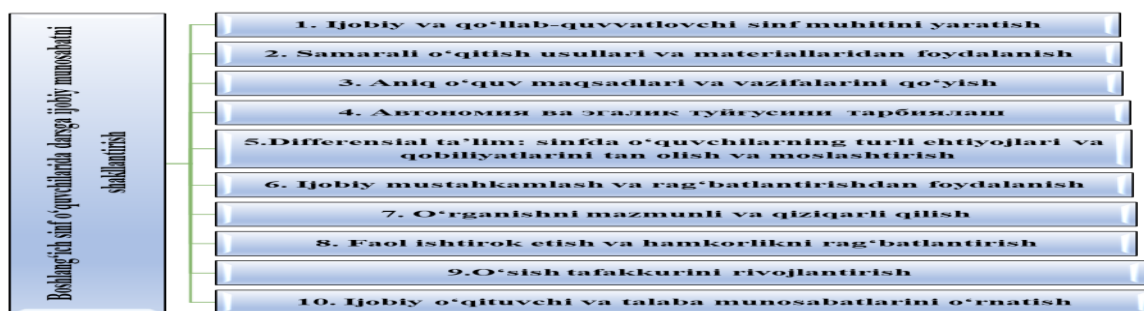 Boshlang‘ich sinf o‘quvchilarida darsga ijobiy munosabatni
shakllantirish
1. Ijobiy va qo‘llab-quvvatlovchi sinf muhitini yaratish
2. Samarali o‘qitish usullari va materiallaridan foydalanish
3. Aniq o‘quv maqsadlari va vazifalarini qo‘yish
4. Автономия ва эгалик туйғусини тарбиялаш
5.Differensial ta’lim: sinfda o‘quvchilarning turli ehtiyojlari va
qobiliyatlarini tan olish va moslashtirish
6. Ijobiy mustahkamlash va rag‘batlantirishdan foydalanish
7. O‘rganishni mazmunli va qiziqarli qilish
8. Faol ishtirok etish va hamkorlikni rag‘batlantirish
9.O‘sish tafakkurini rivojlantirish
10. Ijobiy o‘qituvchi va talaba munosabatlarini o‘rnatish